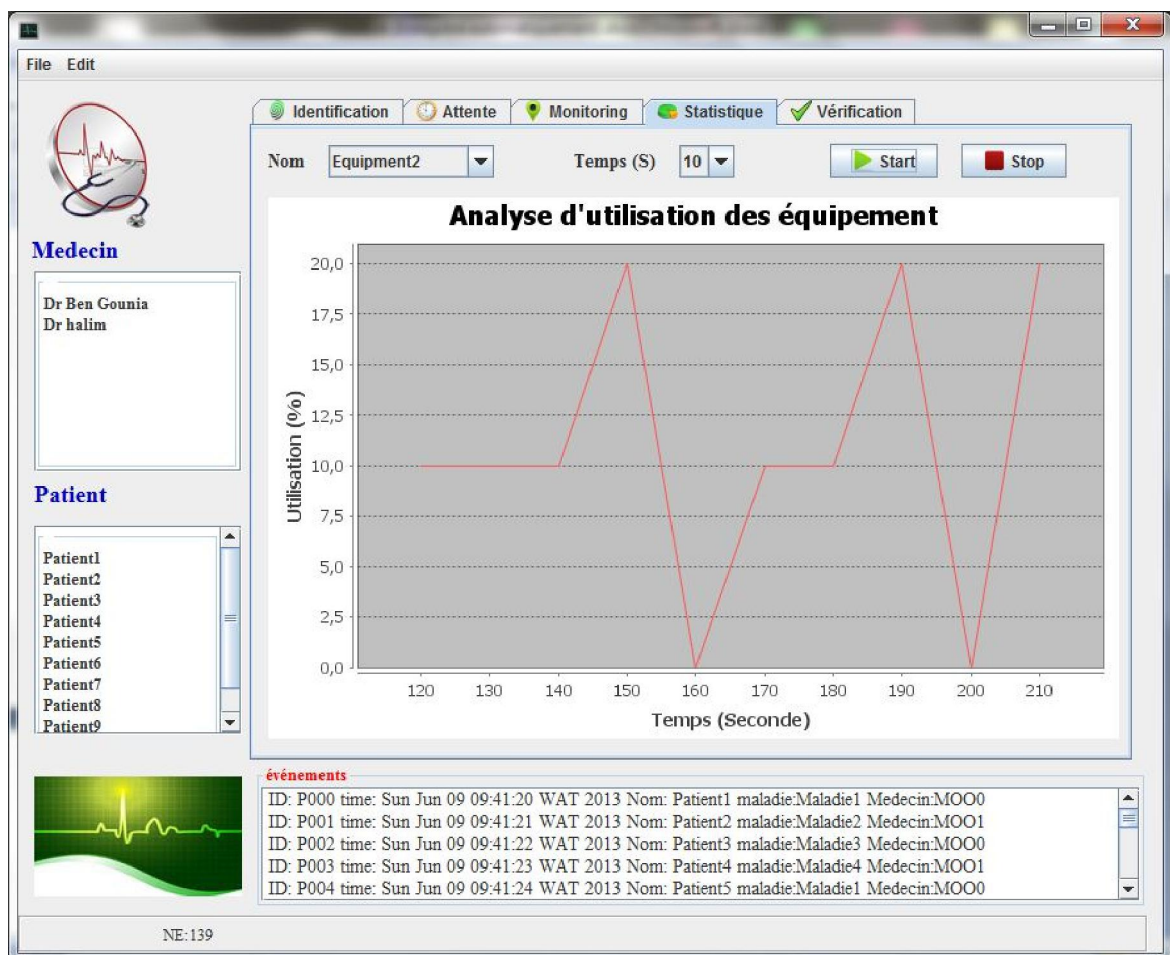 File Edit
Identification Attente Monitoring Statistique Vérification
Nom Equipment2 Temps (S) 10 Start Stop
Medecin
Dr Ben Gounia
Dr halim
Patient
Patient1
Patient2
Patient3
Patient4
Patient5
Patient6
Patient7
Patient8
Patient9
Analyse d'utilisation des équipement
Utilisation (%)
20,0
17,5
15,0
12,5
10,0
7,5
5,0
2,5
0,0
120 130 140 150 160 170 180 190 200 210
Temps (Seconde)
événements
ID: P000 time: Sun Jun 09 09:41:20 WAT 2013 Nom: Patient1 maladie:Maladie1 Medecin:MOO0
ID: P001 time: Sun Jun 09 09:41:21 WAT 2013 Nom: Patient2 maladie:Maladie2 Medecin:MOO1
ID: P002 time: Sun Jun 09 09:41:22 WAT 2013 Nom: Patient3 maladie:Maladie3 Medecin:MOO0
ID: P003 time: Sun Jun 09 09:41:23 WAT 2013 Nom: Patient4 maladie:Maladie4 Medecin:MOO1
ID: P004 time: Sun Jun 09 09:41:24 WAT 2013 Nom: Patient5 maladie:Maladie1 Medecin:MOO0
NE:139